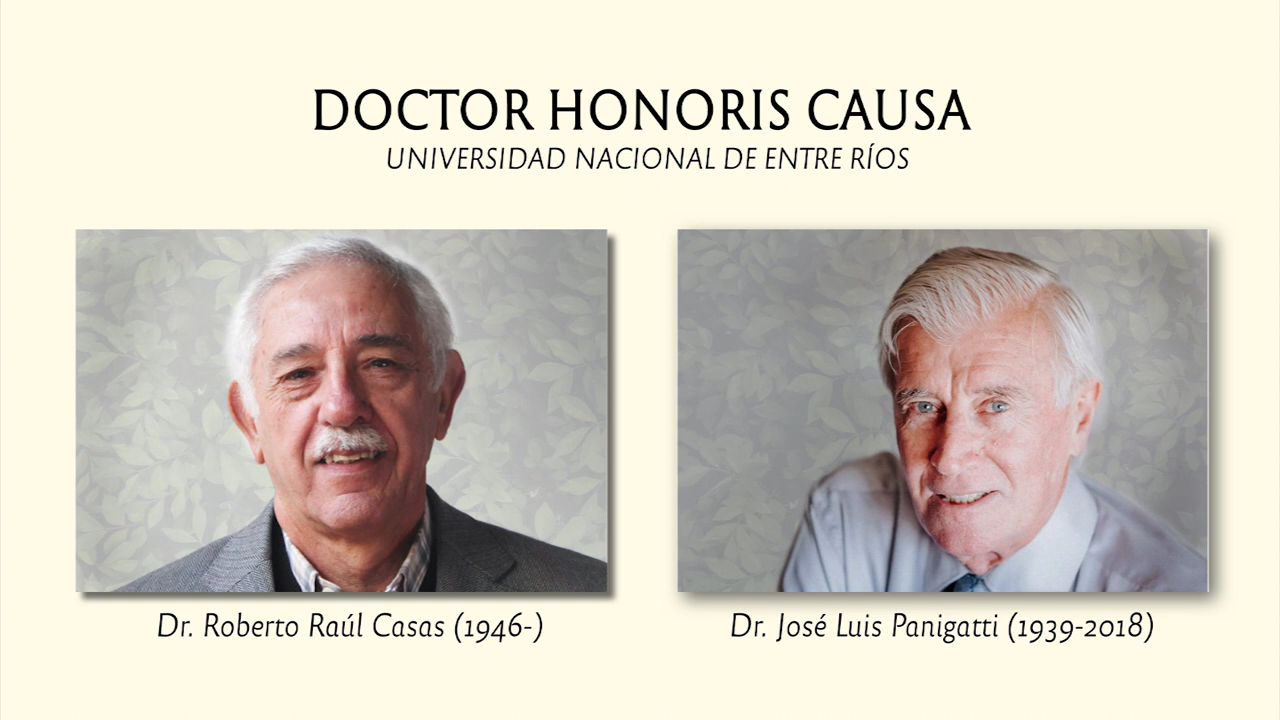 DOCTOR HONORIS CAUSA
UNIVERSIDAD NACIONAL DE ENTRE RÍOS
Dr. Roberto Raúl Casas (1946-)
Dr. José Luis Panigatti (1939-2018)